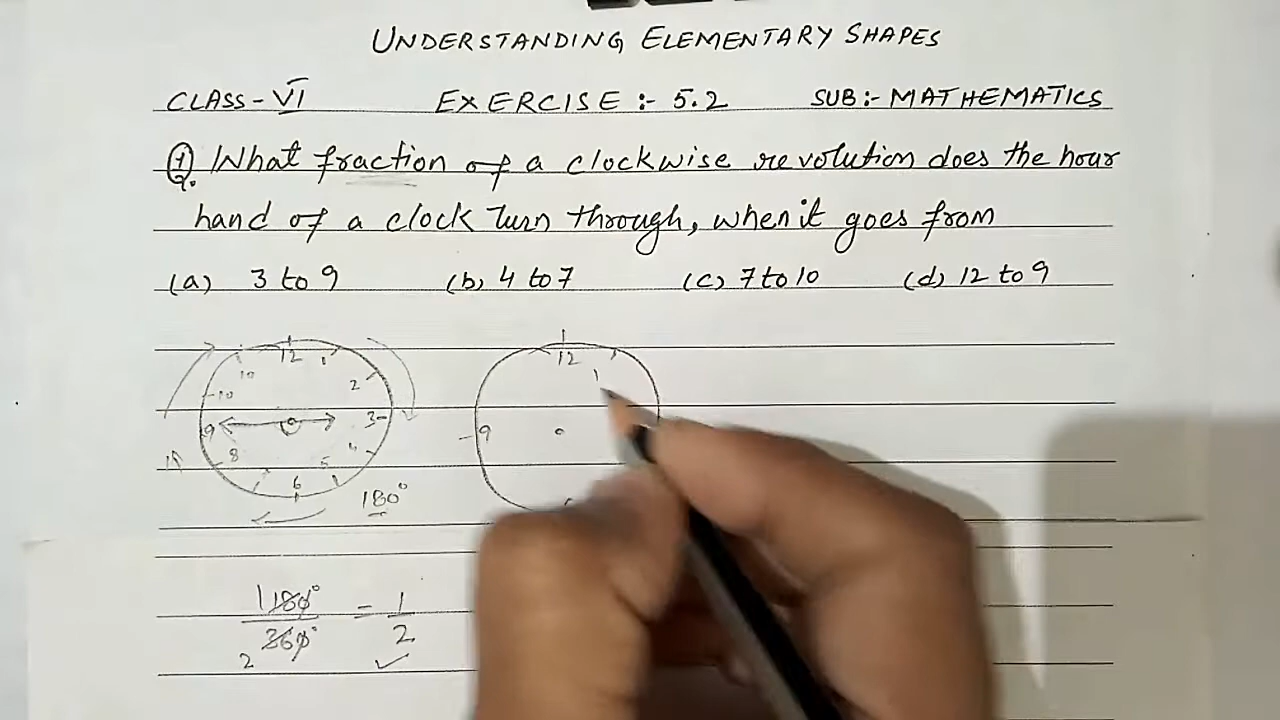 UNDERSTANDING ELEMENTARY SHAPES
CLASS - VI EXERCISE :- 5.2 SUB:- MATHEMATICS
Q1. What fraction of a clockwise revolution does the hour
hand of a clock turn through, when it goes from
(a) 3 to 9 (b) 4 to 7 (c) 7 to 10 (d) 12 to 9
12 1 2 3 4 5 6 8 9 10 10
12 1 9
180°
1 180° / 360° 2 = 1/2 ✓